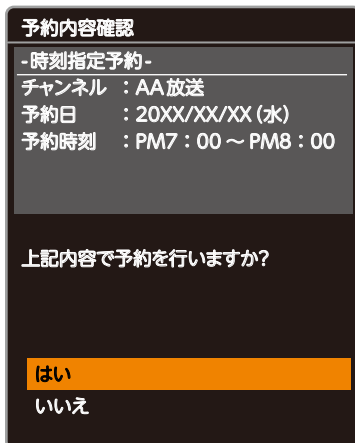 予約内容確認
-時刻指定予約-
チャンネル ：AA放送
予約日 ：20XX/XX/XX（水）
予約時刻 ：PM7：00 ～ PM8：00
上記内容で予約を行いますか？
はい
いいえ